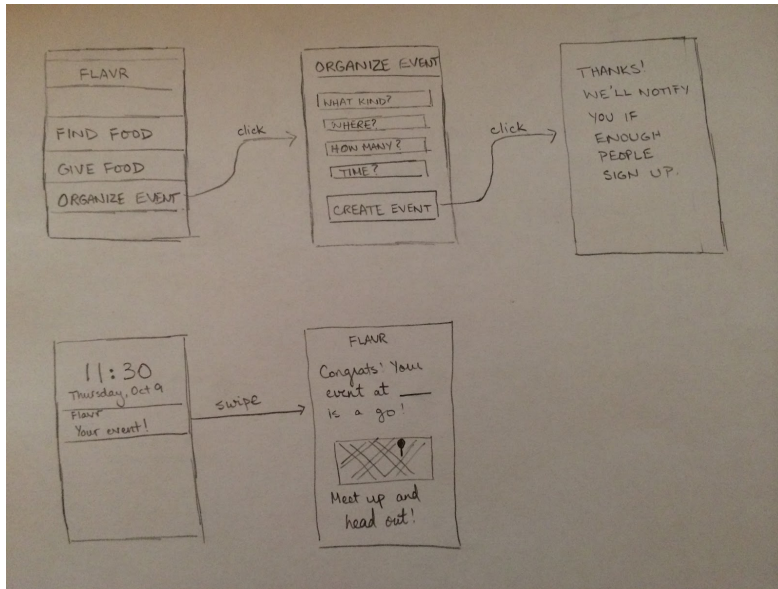 FLAVR
FIND FOOD
GIVE FOOD
ORGANIZE EVENT
click
ORGANIZE EVENT
WHAT KIND?
WHERE?
HOW MANY?
TIME?
CREATE EVENT
click
THANKS!
WE'LL NOTIFY
YOU IF
ENOUGH
PEOPLE
SIGN UP.
11:30
Thursday, Oct 9
Flavr
Your event!
swipe
FLAVR
Congrats! Your
event at ____
is a go!
Meet up and
head out!